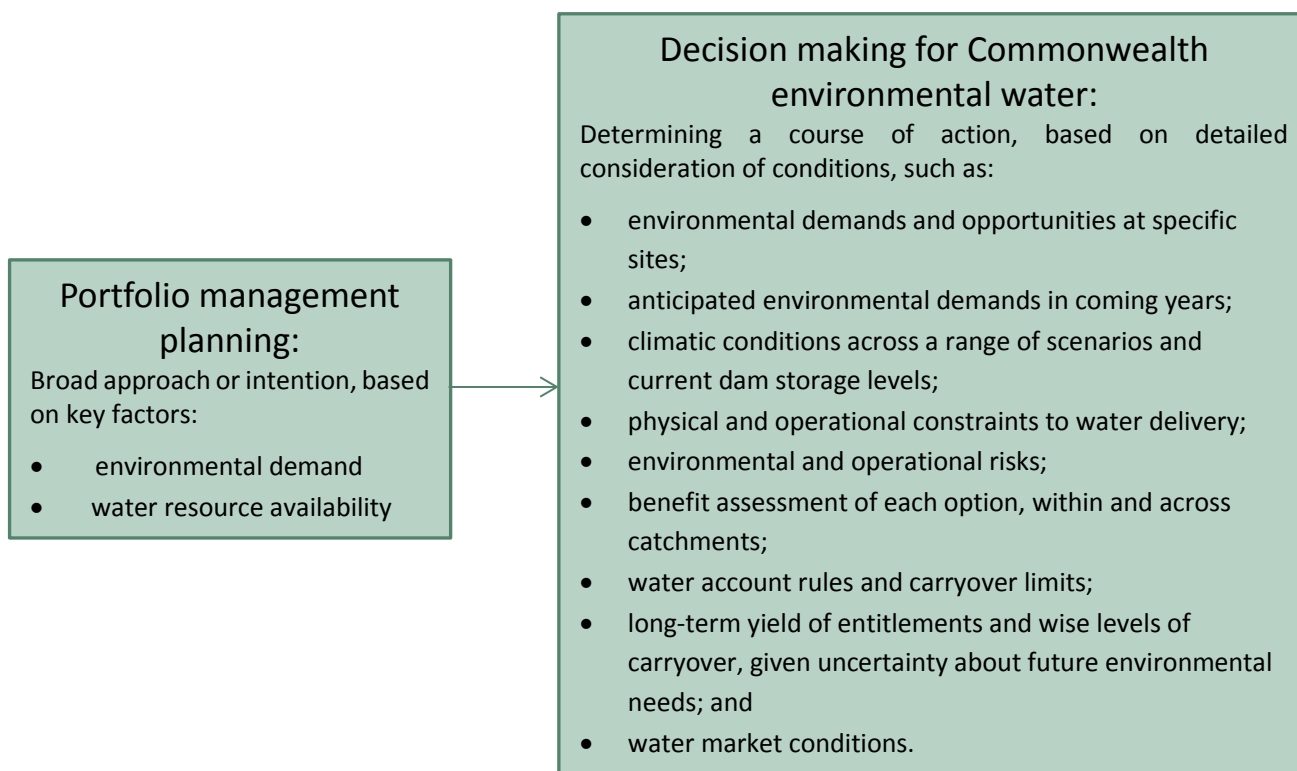 Portfolio management
planning:
Broad approach or intention, based
on key factors:
• environmental demand
• water resource availability
Decision making for Commonwealth
environmental water:
Determining a course of action, based on detailed
consideration of conditions, such as:
• environmental demands and opportunities at specific
sites;
• anticipated environmental demands in coming years;
• climatic conditions across a range of scenarios and
current dam storage levels;
• physical and operational constraints to water delivery;
• environmental and operational risks;
• benefit assessment of each option, within and across
catchments;
• water account rules and carryover limits;
• long-term yield of entitlements and wise levels of
carryover, given uncertainty about future environmental
needs; and
• water market conditions.